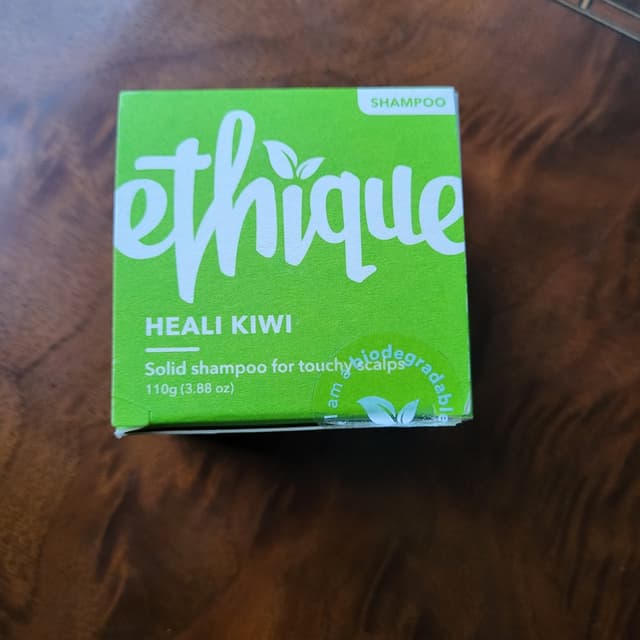 SHAMPOO
ethique
HEALI KIWI
Solid shampoo for touchy scalps
110g (3.88 oz)
I am biodegradable